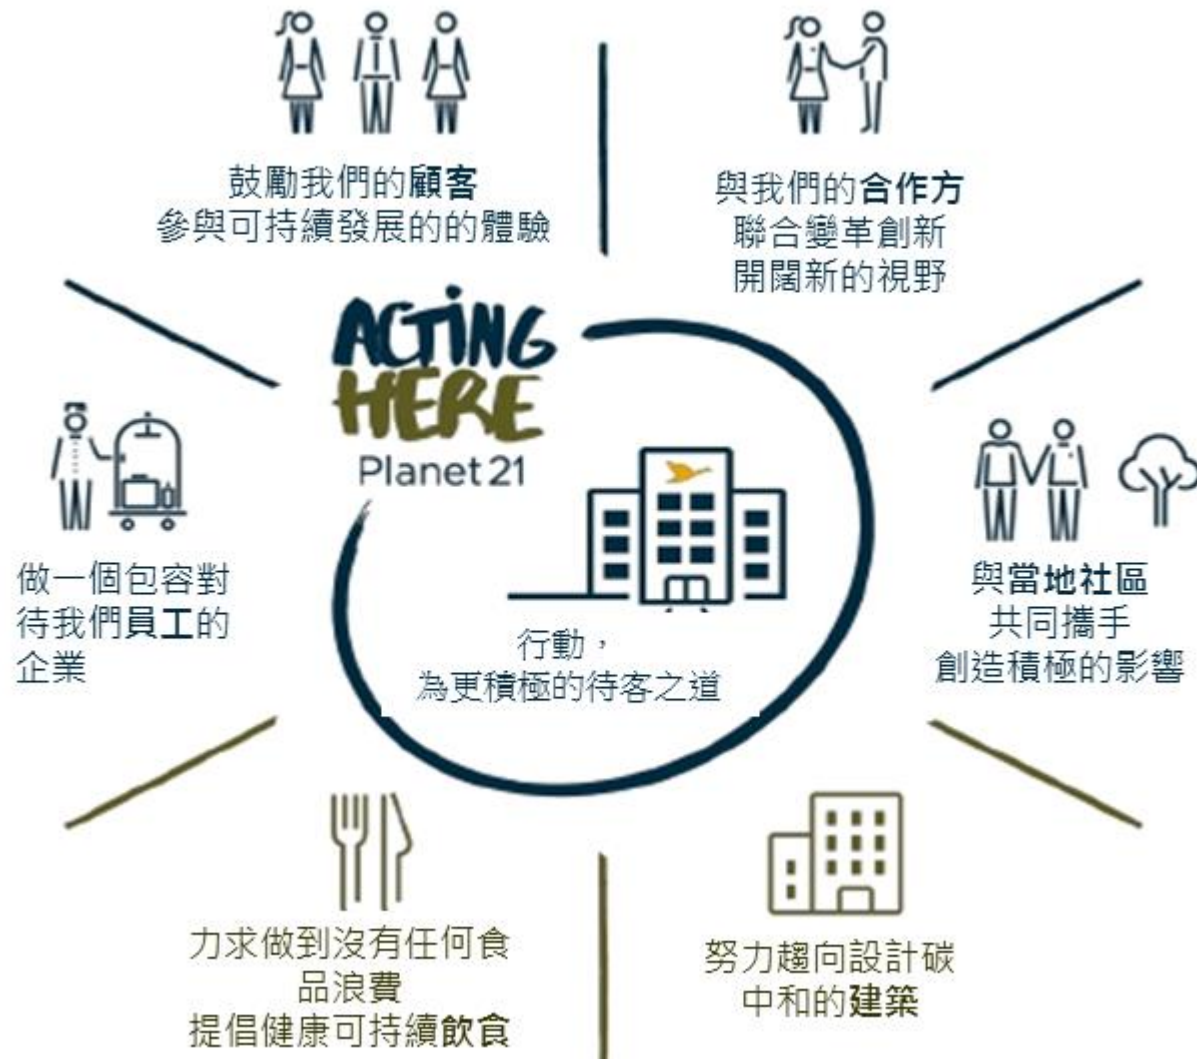 鼓勵我們的顧客
參與可持續發展的的體驗
與我們的合作方
聯合變革創新
開闊新的視野
ACTING
HERE
Planet 21
做一個包容對
待我們員工的
企業
行動，
為更積極的待客之道
與當地社區
共同攜手
創造積極的影響
力求做到沒有任何食
品浪費
提倡健康可持續飲食
努力趨向設計碳
中和的建築